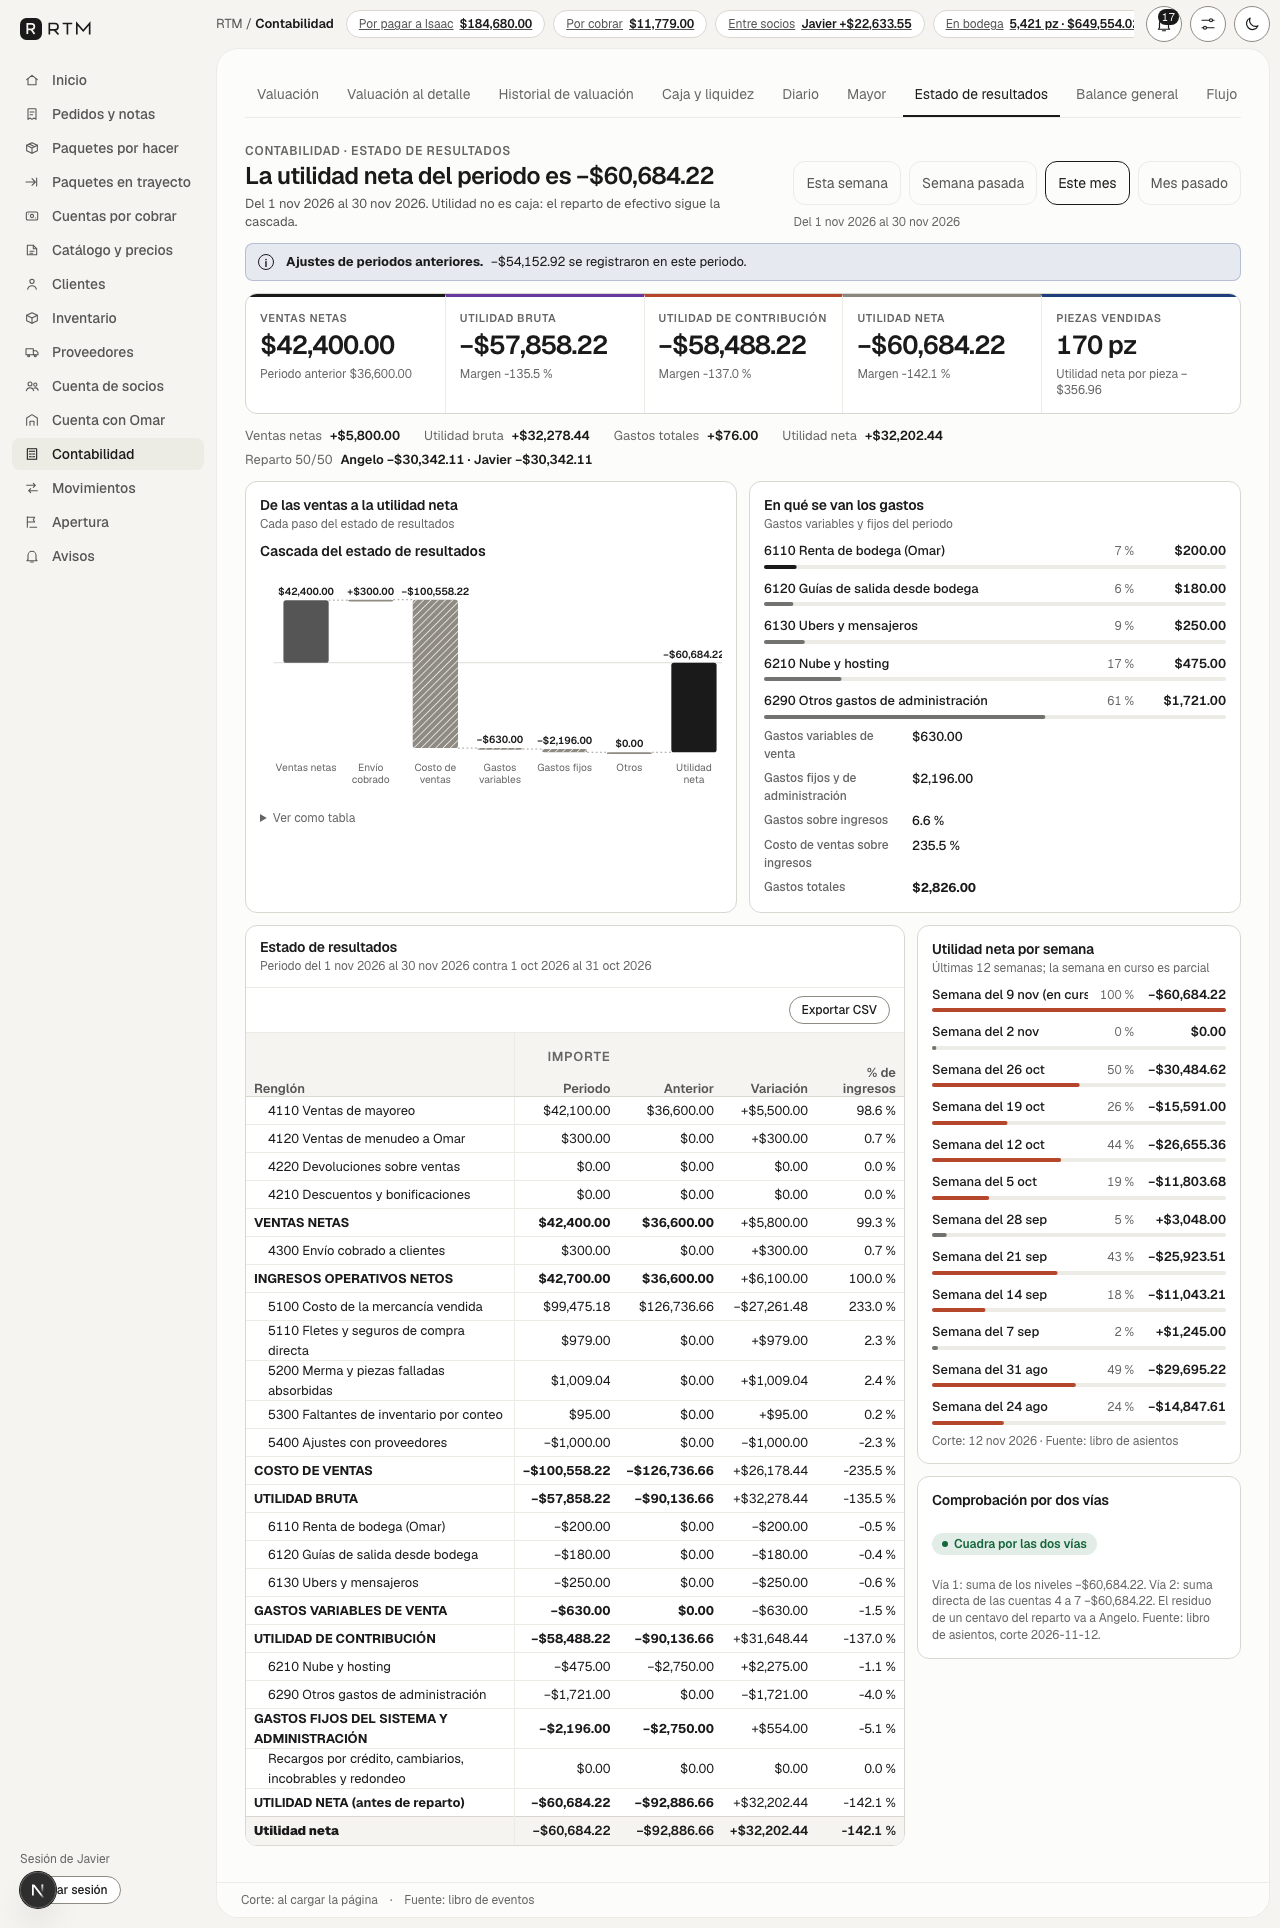 R RTM
RTM / Contabilidad
Por pagar a Isaac $184,680.00
Por cobrar $11,779.00
Entre socios Javier +$22,633.55
En bodega 5,421 pz · $649,554.02
17
Inicio
Pedidos y notas
Paquetes por hacer
Paquetes en trayecto
Cuentas por cobrar
Catálogo y precios
Clientes
Inventario
Proveedores
Cuenta de socios
Cuenta con Omar
Contabilidad
Movimientos
Apertura
Avisos
Sesión de Javier
N ar sesión
Valuación Valuación al detalle Historial de valuación Caja y liquidez Diario Mayor Estado de resultados Balance general Flujo
CONTABILIDAD · ESTADO DE RESULTADOS
La utilidad neta del periodo es −$60,684.22
Del 1 nov 2026 al 30 nov 2026. Utilidad no es caja: el reparto de efectivo sigue la
cascada.
Esta semana Semana pasada Este mes Mes pasado
Del 1 nov 2026 al 30 nov 2026
Ajustes de periodos anteriores. −$54,152.92 se registraron en este periodo.
VENTAS NETAS
$42,400.00
Periodo anterior $36,600.00
UTILIDAD BRUTA
−$57,858.22
Margen -135.5 %
UTILIDAD DE CONTRIBUCIÓN
−$58,488.22
Margen -137.0 %
UTILIDAD NETA
−$60,684.22
Margen -142.1 %
PIEZAS VENDIDAS
170 pz
Utilidad neta por pieza −
$356.96
Ventas netas +$5,800.00 Utilidad bruta +$32,278.44 Gastos totales +$76.00 Utilidad neta +$32,202.44
Reparto 50/50 Angelo −$30,342.11 · Javier −$30,342.11
De las ventas a la utilidad neta
Cada paso del estado de resultados
Cascada del estado de resultados
$42,400.00 +$300.00 −$100,558.22
−$60,684.22
−$630.00 −$2,196.00 $0.00
Ventas netas Envío cobrado Costo de ventas Gastos variables Gastos fijos Otros Utilidad neta
Ver como tabla
En qué se van los gastos
Gastos variables y fijos del periodo
6110 Renta de bodega (Omar) 7 % $200.00
6120 Guías de salida desde bodega 6 % $180.00
6130 Ubers y mensajeros 9 % $250.00
6210 Nube y hosting 17 % $475.00
6290 Otros gastos de administración 61 % $1,721.00
Gastos variables de venta $630.00
Gastos fijos y de administración $2,196.00
Gastos sobre ingresos 6.6 %
Costo de ventas sobre ingresos 235.5 %
Gastos totales $2,826.00
Estado de resultados
Periodo del 1 nov 2026 al 30 nov 2026 contra 1 oct 2026 al 31 oct 2026
Exportar CSV
IMPORTE
Renglón Periodo Anterior Variación % de ingresos
4110 Ventas de mayoreo $42,100.00 $36,600.00 +$5,500.00 98.6 %
4120 Ventas de menudeo a Omar $300.00 $0.00 +$300.00 0.7 %
4220 Devoluciones sobre ventas $0.00 $0.00 $0.00 0.0 %
4210 Descuentos y bonificaciones $0.00 $0.00 $0.00 0.0 %
VENTAS NETAS $42,400.00 $36,600.00 +$5,800.00 99.3 %
4300 Envío cobrado a clientes $300.00 $0.00 +$300.00 0.7 %
INGRESOS OPERATIVOS NETOS $42,700.00 $36,600.00 +$6,100.00 100.0 %
5100 Costo de la mercancía vendida $99,475.18 $126,736.66 −$27,261.48 233.0 %
5110 Fletes y seguros de compra directa $979.00 $0.00 +$979.00 2.3 %
5200 Merma y piezas falladas absorbidas $1,009.04 $0.00 +$1,009.04 2.4 %
5300 Faltantes de inventario por conteo $95.00 $0.00 +$95.00 0.2 %
5400 Ajustes con proveedores −$1,000.00 $0.00 −$1,000.00 -2.3 %
COSTO DE VENTAS −$100,558.22 −$126,736.66 +$26,178.44 -235.5 %
UTILIDAD BRUTA −$57,858.22 −$90,136.66 +$32,278.44 -135.5 %
6110 Renta de bodega (Omar) −$200.00 $0.00 −$200.00 -0.5 %
6120 Guías de salida desde bodega −$180.00 $0.00 −$180.00 -0.4 %
6130 Ubers y mensajeros −$250.00 $0.00 −$250.00 -0.6 %
GASTOS VARIABLES DE VENTA −$630.00 $0.00 −$630.00 -1.5 %
UTILIDAD DE CONTRIBUCIÓN −$58,488.22 −$90,136.66 +$31,648.44 -137.0 %
6210 Nube y hosting −$475.00 −$2,750.00 +$2,275.00 -1.1 %
6290 Otros gastos de administración −$1,721.00 $0.00 −$1,721.00 -4.0 %
GASTOS FIJOS DEL SISTEMA Y ADMINISTRACIÓN −$2,196.00 −$2,750.00 +$554.00 -5.1 %
Recargos por crédito, cambiarios, incobrables y redondeo $0.00 $0.00 $0.00 0.0 %
UTILIDAD NETA (antes de reparto) −$60,684.22 −$92,886.66 +$32,202.44 -142.1 %
Utilidad neta −$60,684.22 −$92,886.66 +$32,202.44 -142.1 %
Utilidad neta por semana
Últimas 12 semanas; la semana en curso es parcial
Semana del 9 nov (en curs 100 % −$60,684.22
Semana del 2 nov 0 % $0.00
Semana del 26 oct 50 % −$30,484.62
Semana del 19 oct 26 % −$15,591.00
Semana del 12 oct 44 % −$26,655.36
Semana del 5 oct 19 % −$11,803.68
Semana del 28 sep 5 % +$3,048.00
Semana del 21 sep 43 % −$25,923.51
Semana del 14 sep 18 % −$11,043.21
Semana del 7 sep 2 % +$1,245.00
Semana del 31 ago 49 % −$29,695.22
Semana del 24 ago 24 % −$14,847.61
Corte: 12 nov 2026 · Fuente: libro de asientos
Comprobación por dos vías
Cuadra por las dos vías
Vía 1: suma de los niveles −$60,684.22. Vía 2: suma
directa de las cuentas 4 a 7 −$60,684.22. El residuo
de un centavo del reparto va a Angelo. Fuente: libro
de asientos, corte 2026-11-12.
Corte: al cargar la página · Fuente: libro de eventos